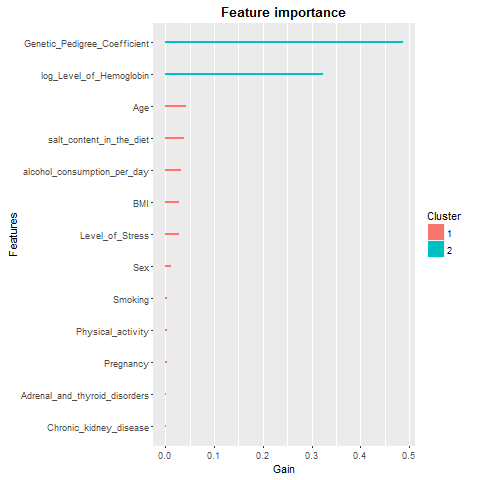 Feature importance
Features
Genetic_Pedigree_Coefficient
log_Level_of_Hemoglobin
Age
salt_content_in_the_diet
alcohol_consumption_per_day
BMI
Level_of_Stress
Sex
Smoking
Physical_activity
Pregnancy
Adrenal_and_thyroid_disorders
Chronic_kidney_disease
0.0 0.1 0.2 0.3 0.4 0.5
Gain
Cluster
1
2